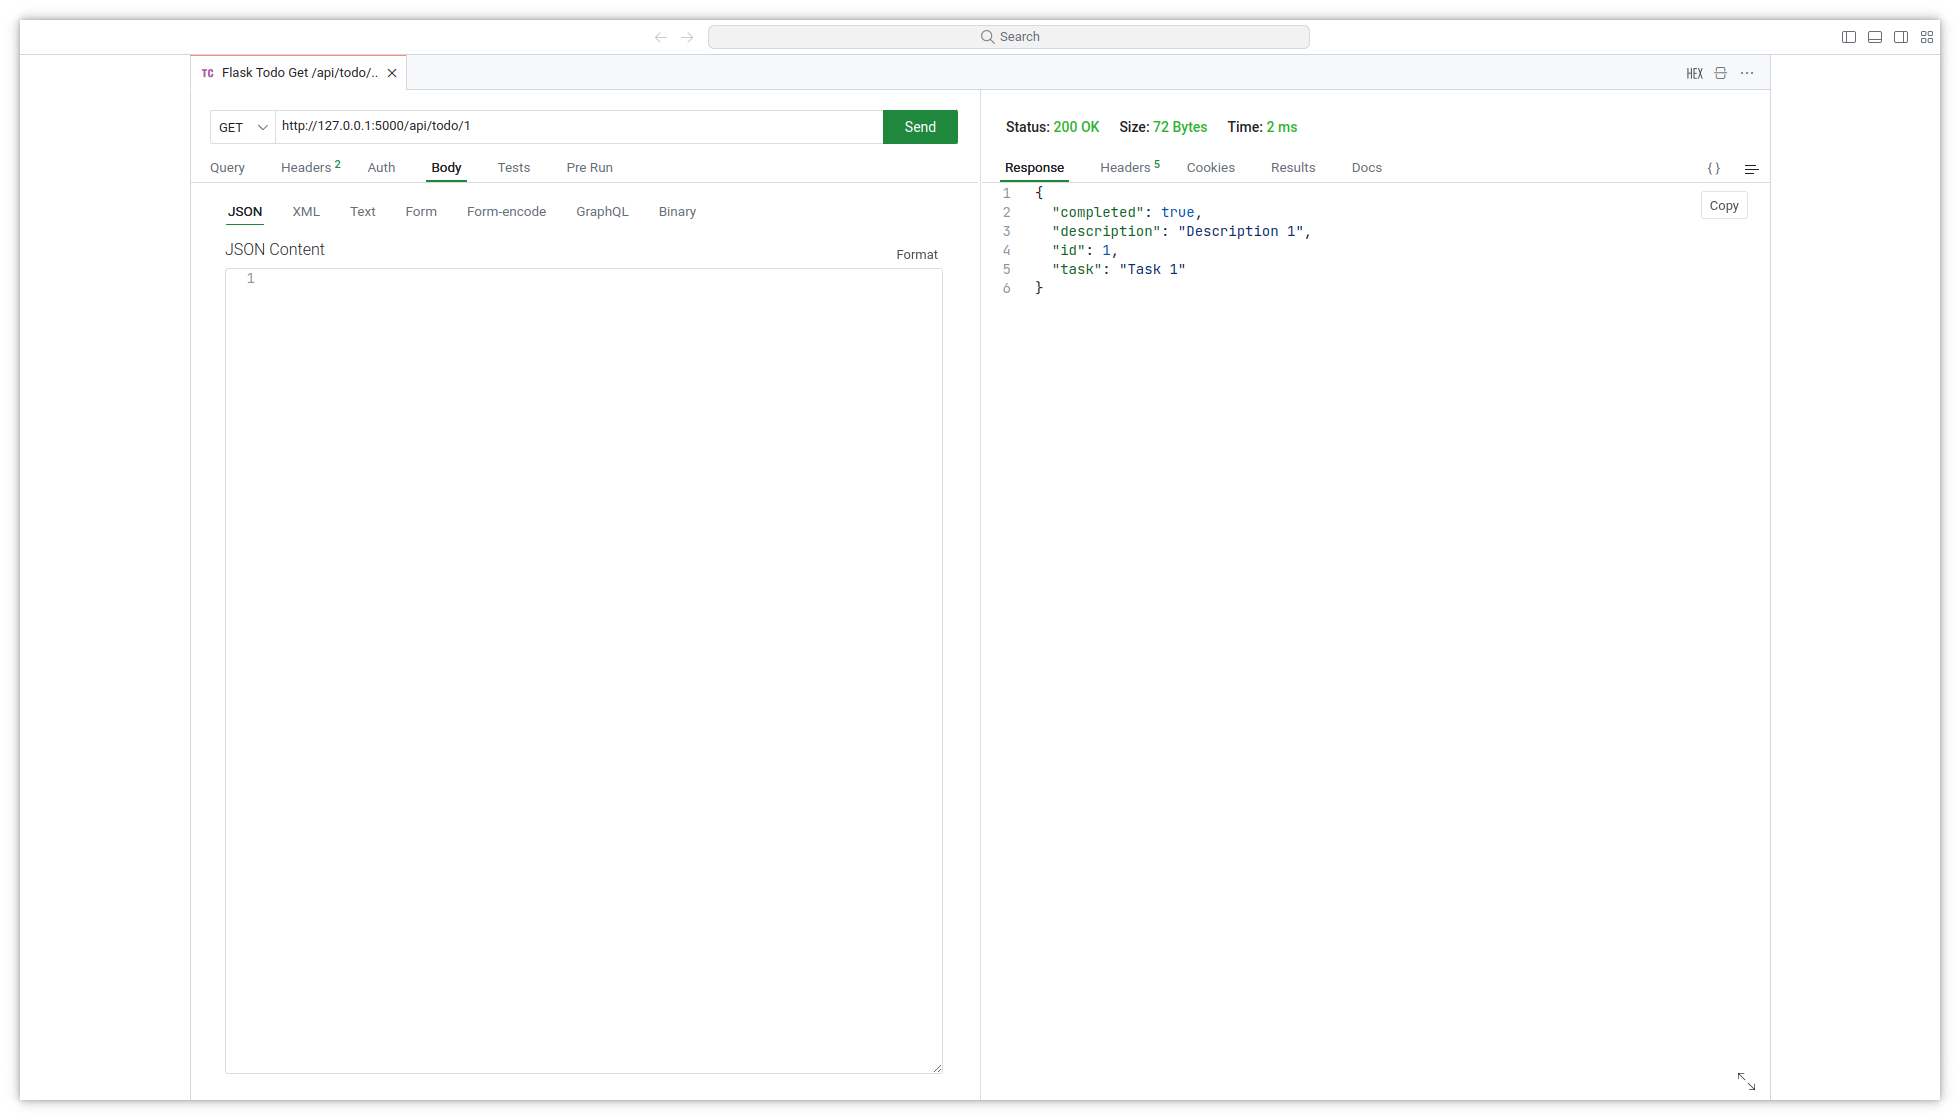 Search
TC Flask Todo Get /api/todo/..
HEX
GET http://127.0.0.1:5000/api/todo/1 Send
Query Headers 2 Auth Body Tests Pre Run
JSON XML Text Form Form-encode GraphQL Binary
JSON Content Format
1
Status: 200 OK Size: 72 Bytes Time: 2 ms
Response Headers 5 Cookies Results Docs {}
Copy
1 {
2 "completed": true,
3 "description": "Description 1",
4 "id": 1,
5 "task": "Task 1"
6 }